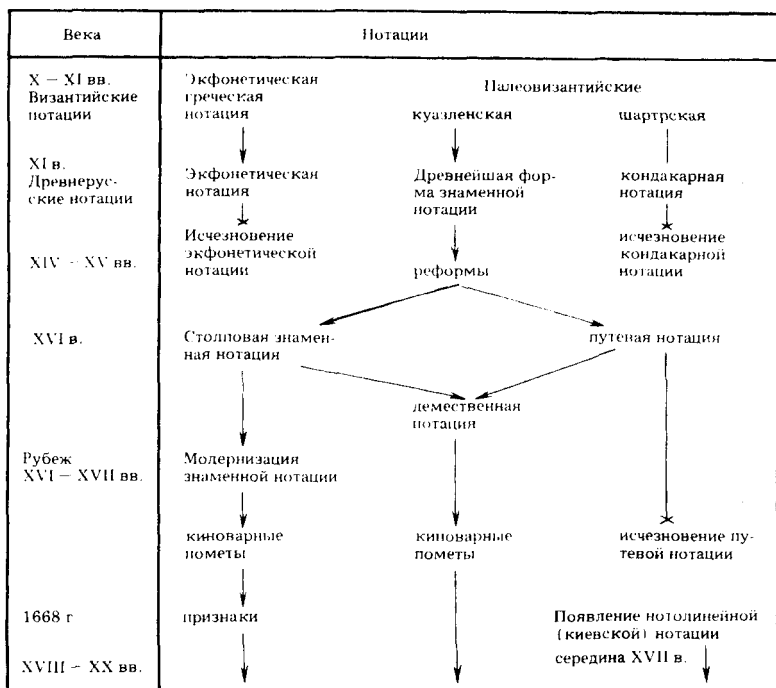 Века
Нотации
X — XI вв.
Византийские
нотации
Экфонетическая
греческая
нотация
Палеовизантийские
куазленская
шартрская
XI в.
Древнерус-
ские нотации
Экфонетическая
нотация
Древнейшая фор-
ма знаменной
нотации
кондакарная
нотация
XIV — XV вв.
Исчезновение
экфонетической
нотации
реформы
исчезновение
кондакарной
нотации
XVI в.
Столповая знамен-
ная нотация
путевая нотация
демественная
нотация
Рубеж
XVI — XVII вв.
Модернизация
знаменной нотации
киноварные
пометы
киноварные
пометы
исчезновение пу-
тевой нотации
1668 г
признаки
Появление нотолинейной
(киевской) нотации
середина XVII в.
XVIII — XX вв.